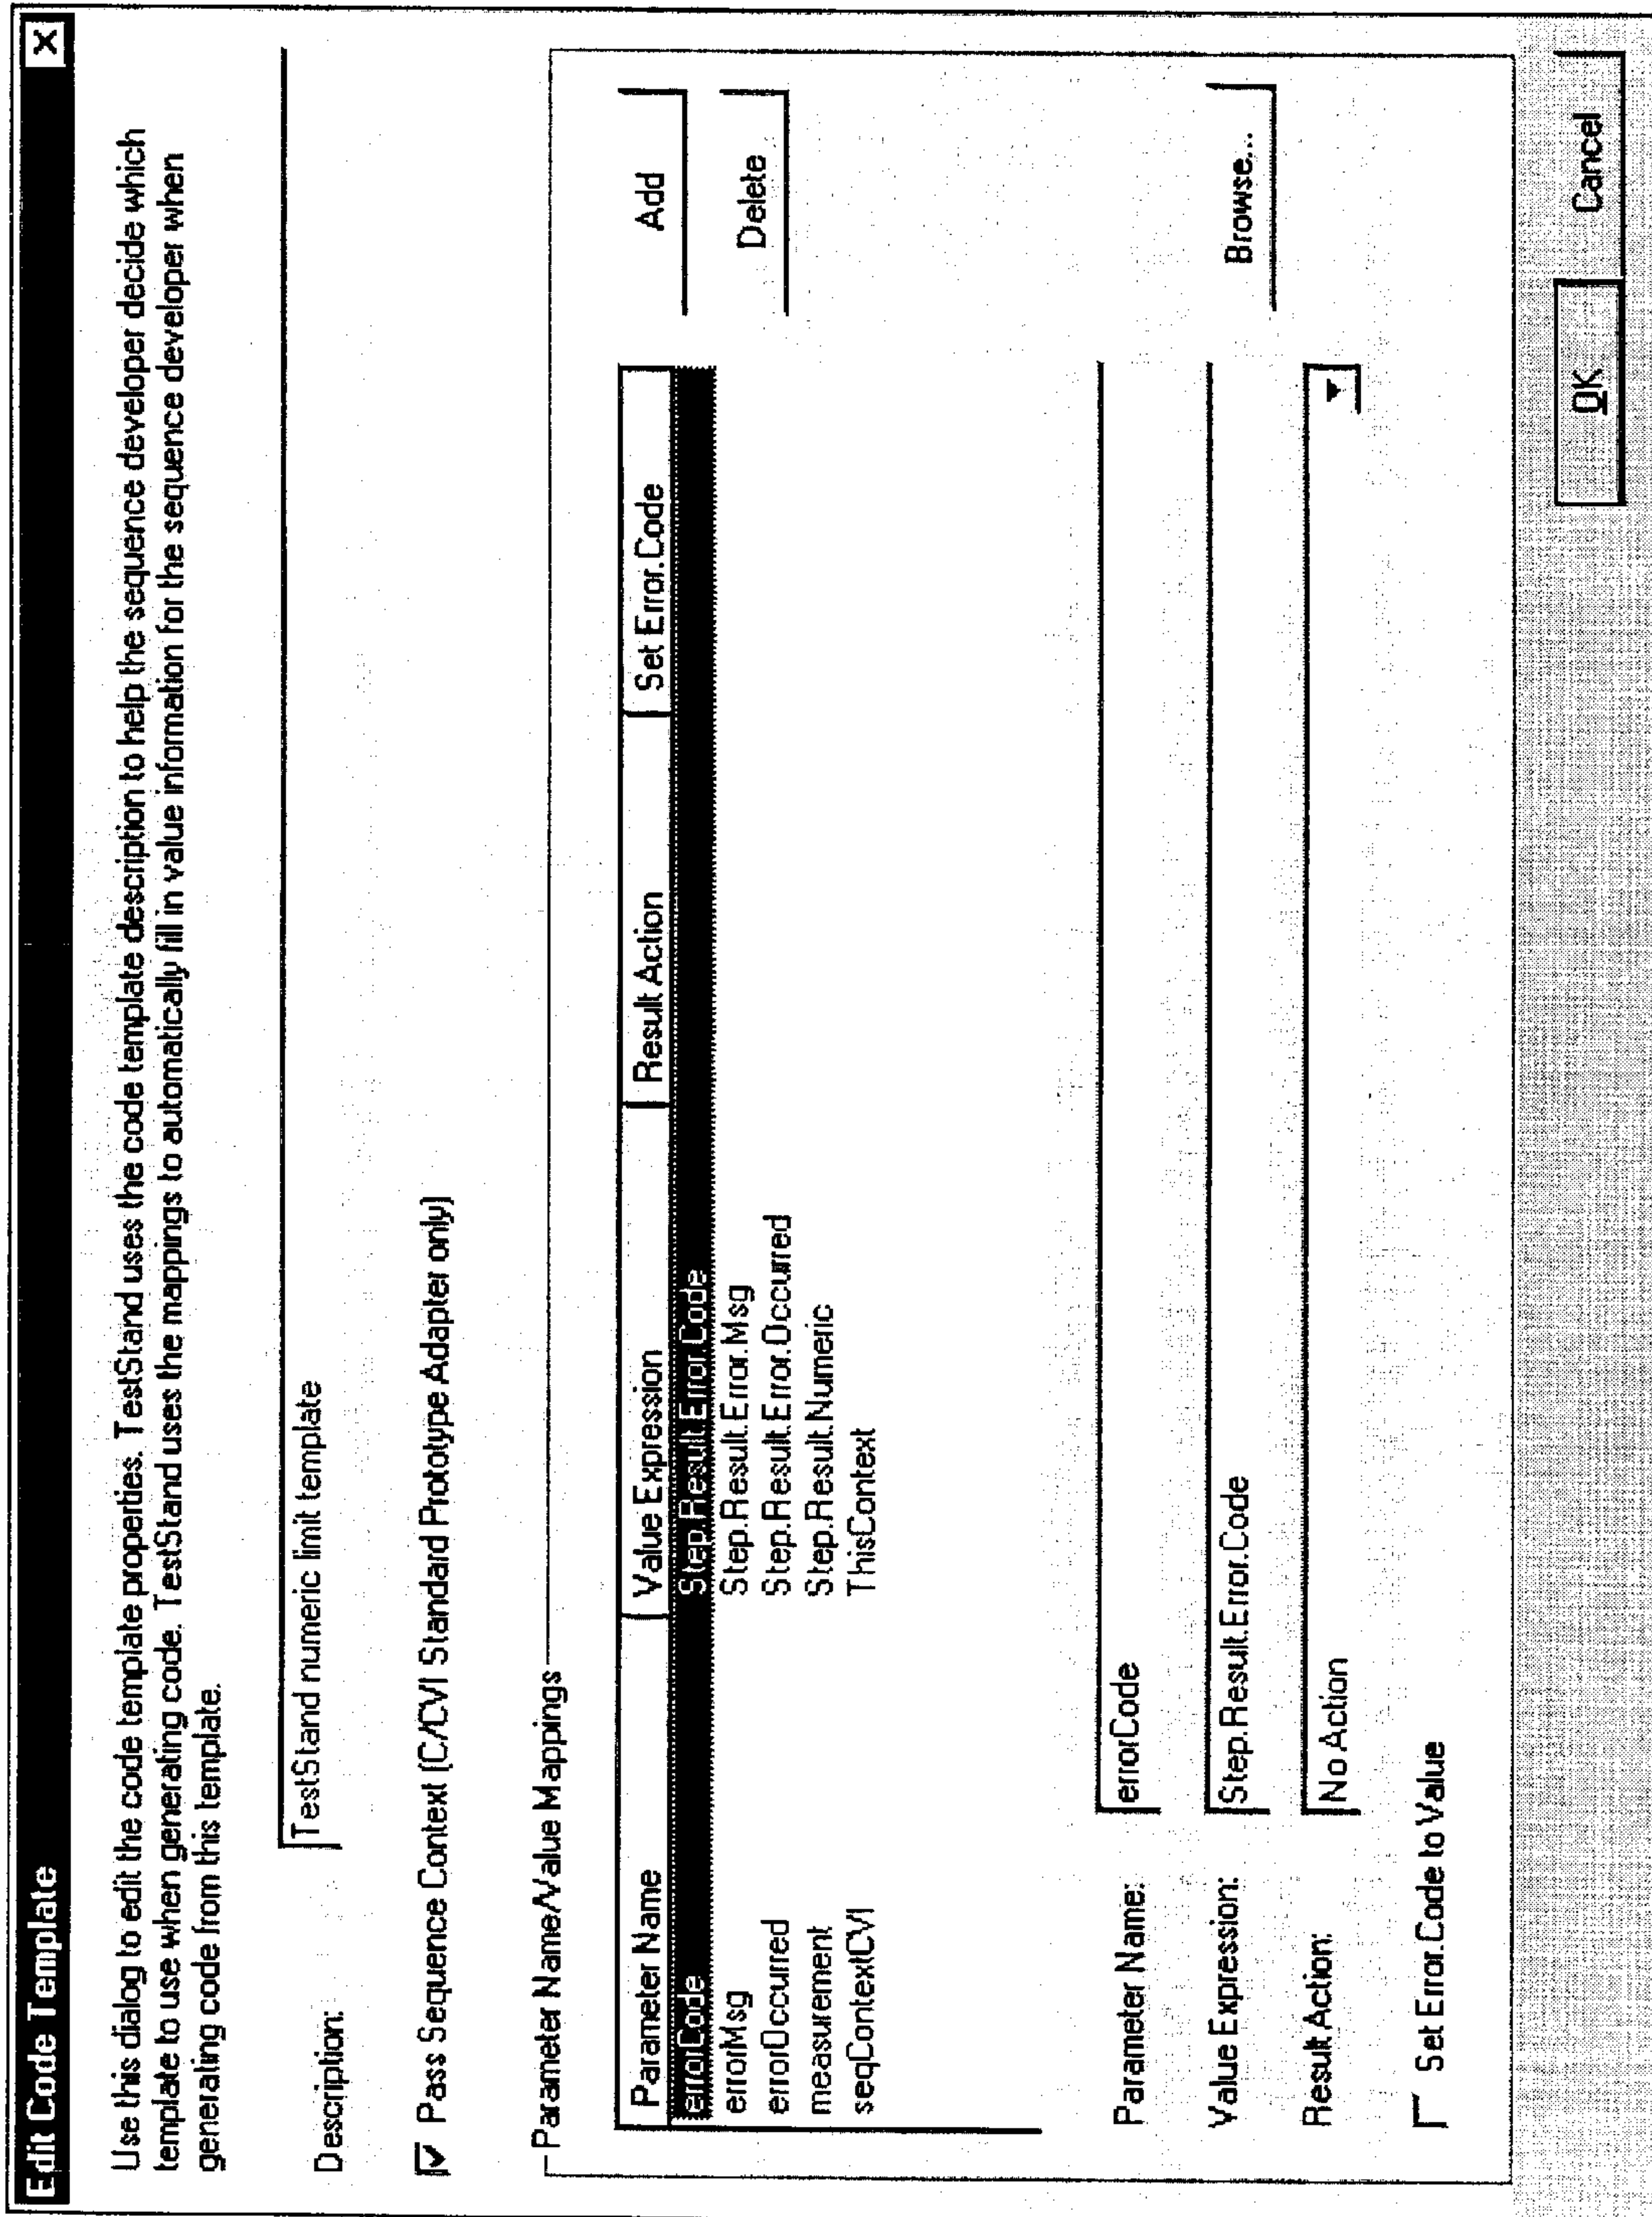 Edit Code Template
Use this dialog to edit the code template properties. TestStand uses the code template description to help the sequence developer decide which
template to use when generating code. TestStand uses the mappings to automatically fill in value information for the sequence developer when
generating code from this template.
Description: TestStand numeric limit template
Pass Sequence Context (C/CVI Standard Prototype Adapter only)
Parameter Name/Value Mappings
Parameter Name Value Expression Result Action Set Error.Code
errorCode Step.Result.Error.Code
errorMsg Step.Result.Error.Msg
errorOccurred Step.Result.Error.Occurred
measurement Step.Result.Numeric
seqContextCVI ThisContext
Add
Delete
Parameter Name: errorCode
Value Expression: Step.Result.Error.Code Browse...
Result Action: No Action
Set Error.Code to Value
OK Cancel